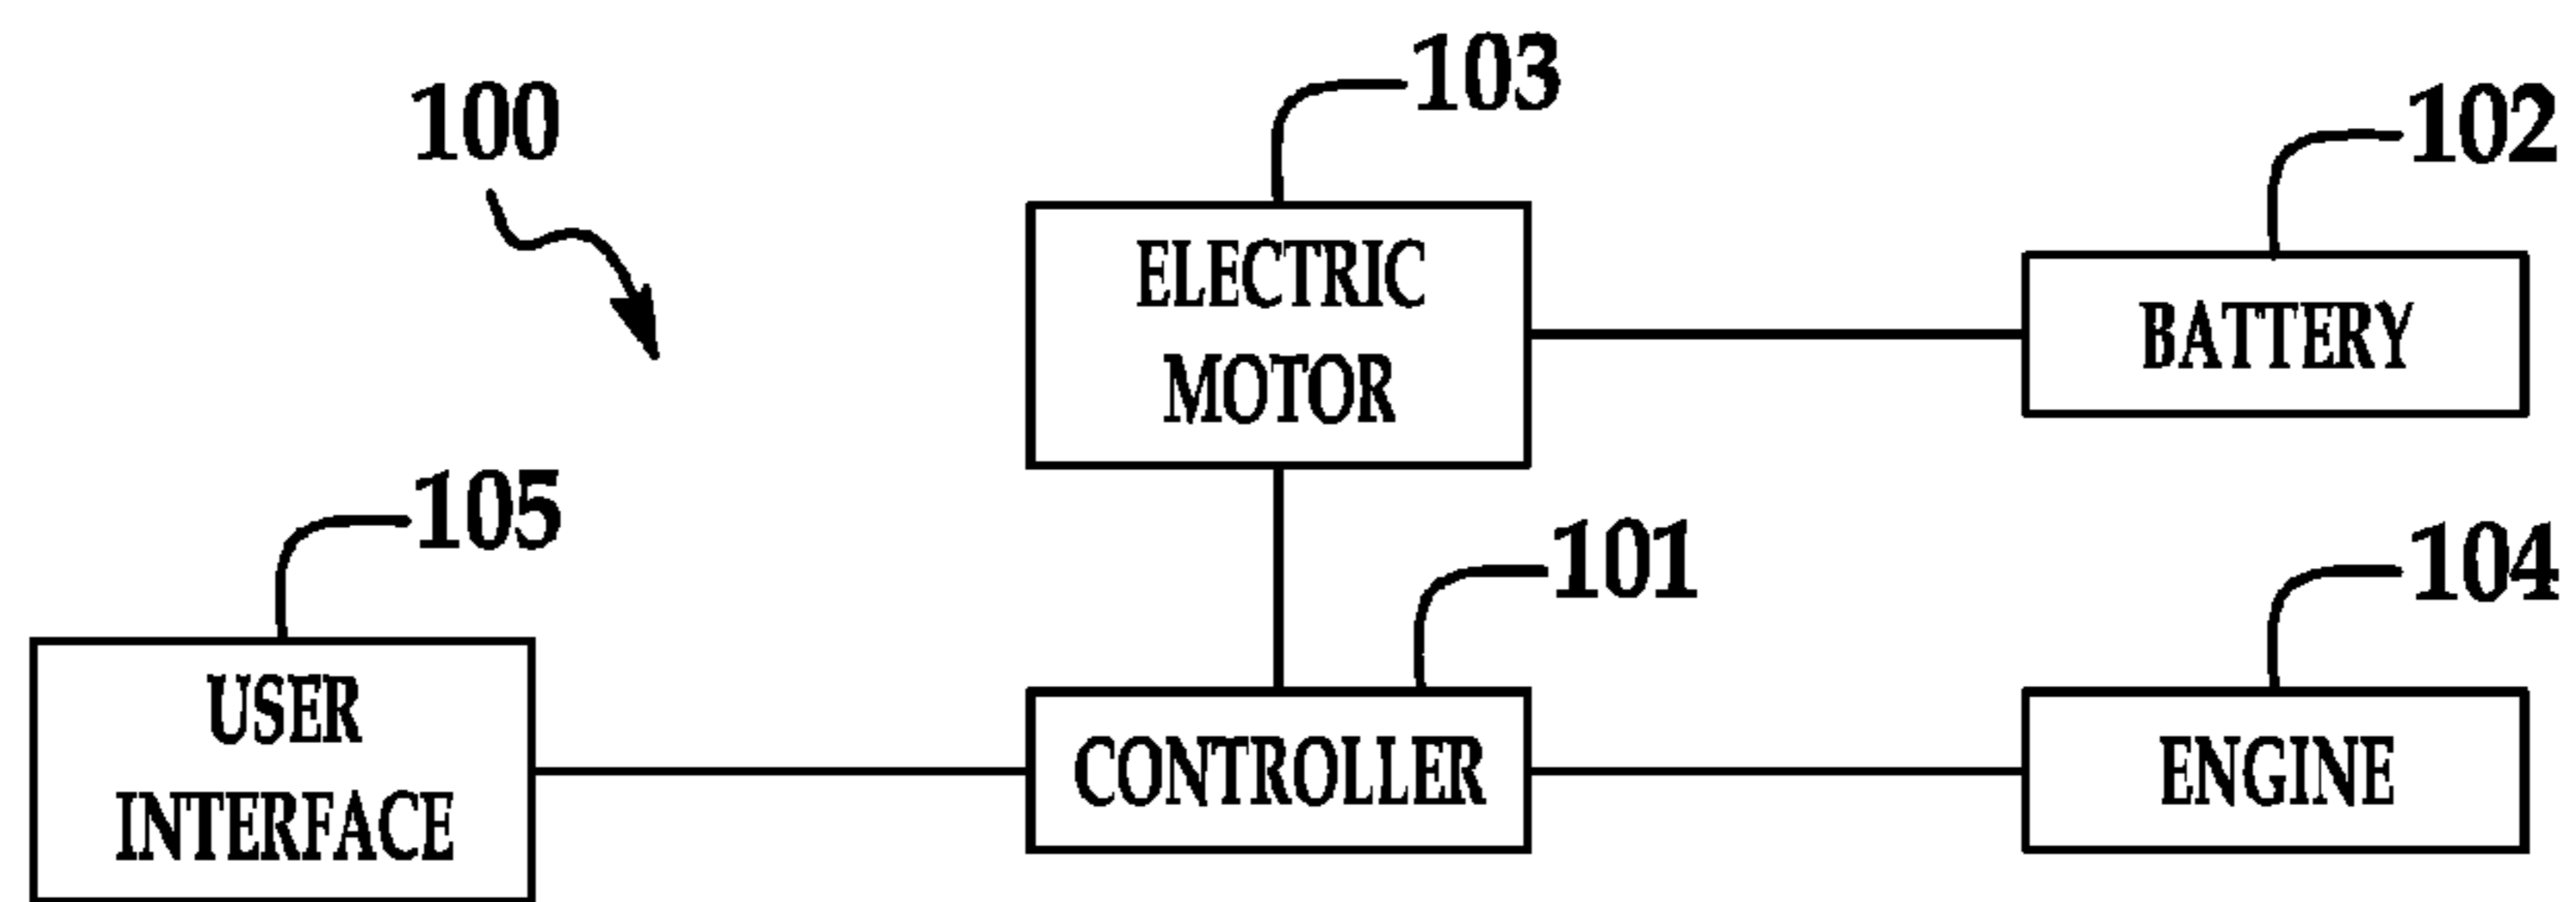 103
100
102
ELECTRIC
MOTOR
BATTERY
105
101
104
USER
INTERFACE
CONTROLLER
ENGINE